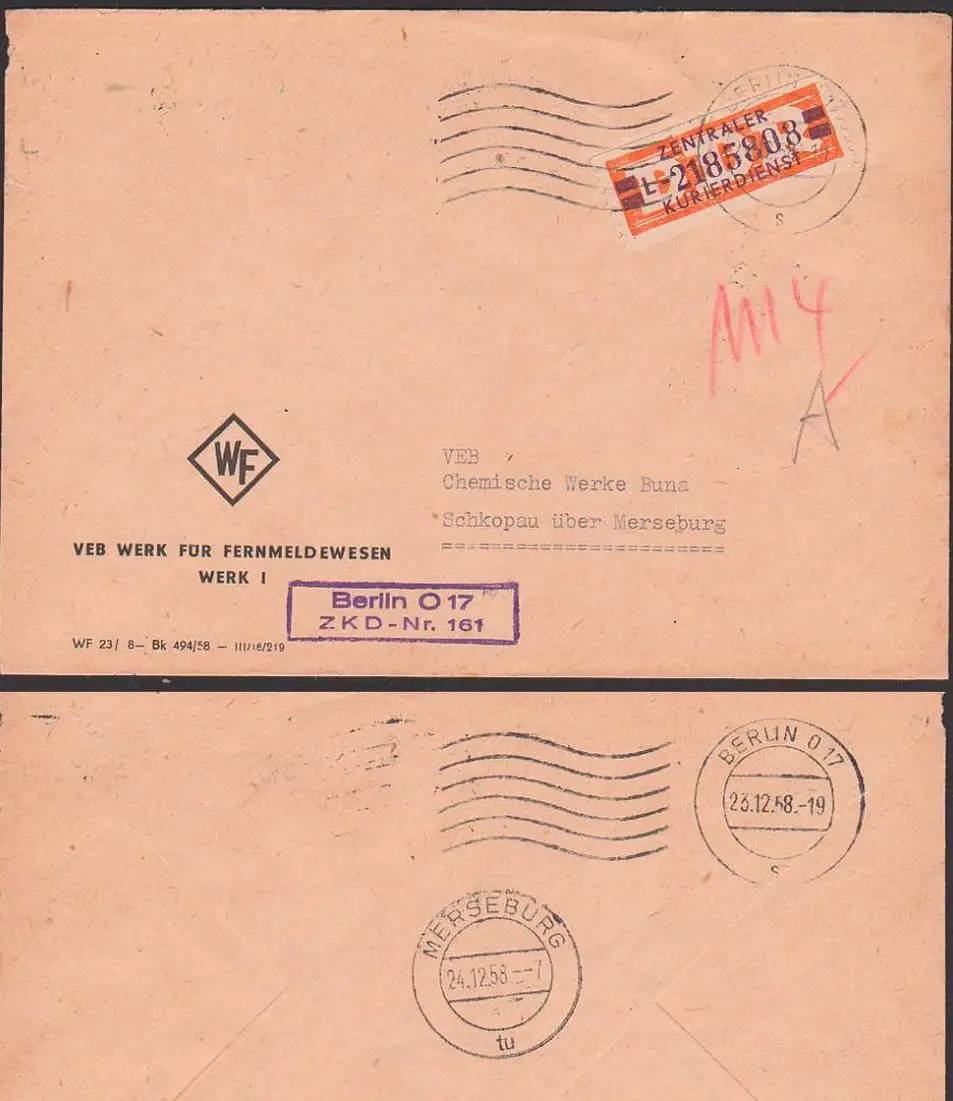 BERLIN
ZENTRALER
L-2185808
KURIERDIENST
s
4
A
WF
VEB
Chemische Werke Buna
Schkopau über Merseburg
=======================
VEB WERK FÜR FERNMELDEWESEN
WERK I
Berlin O 17
ZKD-Nr. 161
WF 23/ 8— Bk 494/58 — III/18/219
BERLIN O 17
23.12.58.-19
s
MERSEBURG
24.12.58.--7
tu